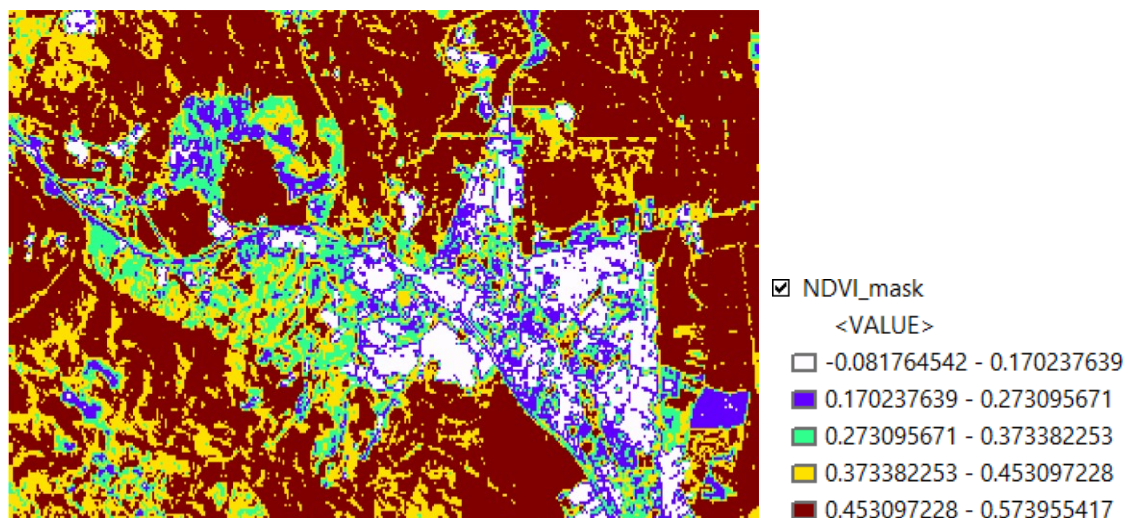 NDVI_mask
<VALUE>
-0.081764542 - 0.170237639
0.170237639 - 0.273095671
0.273095671 - 0.373382253
0.373382253 - 0.453097228
0.453097228 - 0.573955417